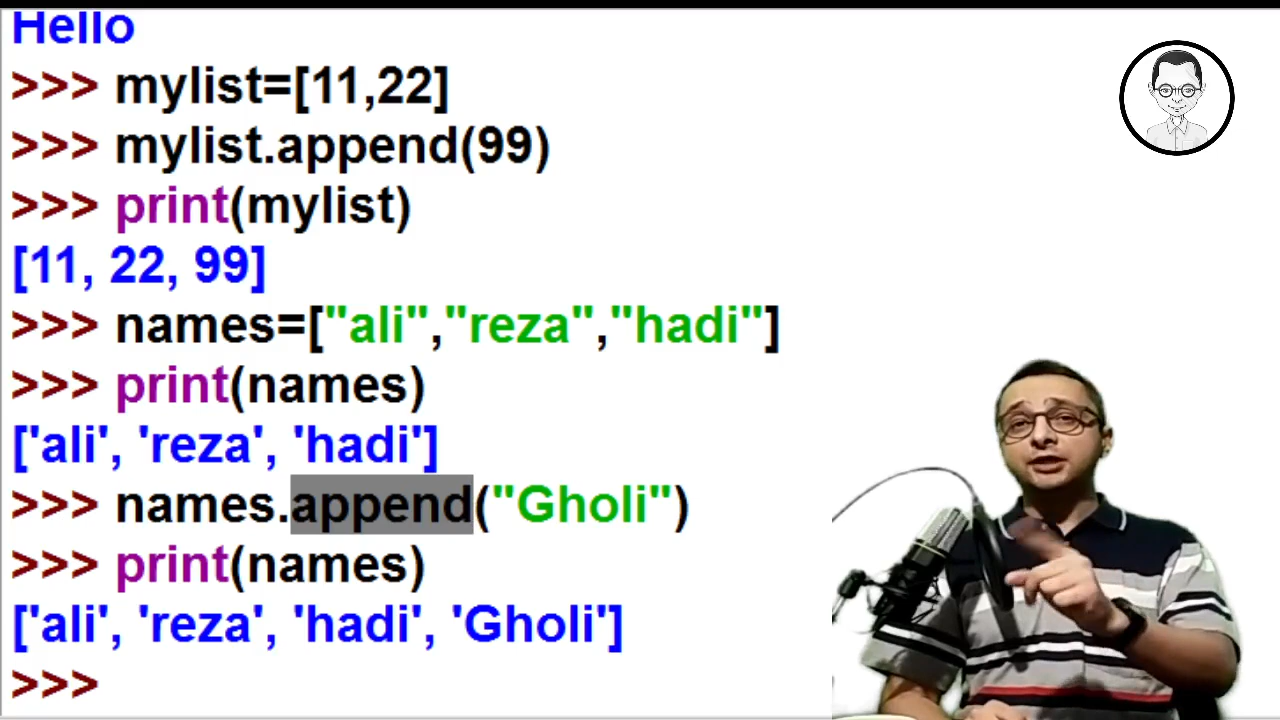 Hello
>>> mylist=[11,22]
>>> mylist.append(99)
>>> print(mylist)
[11, 22, 99]
>>> names=["ali","reza","hadi"]
>>> print(names)
['ali', 'reza', 'hadi']
>>> names.append("Gholi")
>>> print(names)
['ali', 'reza', 'hadi', 'Gholi']
>>>